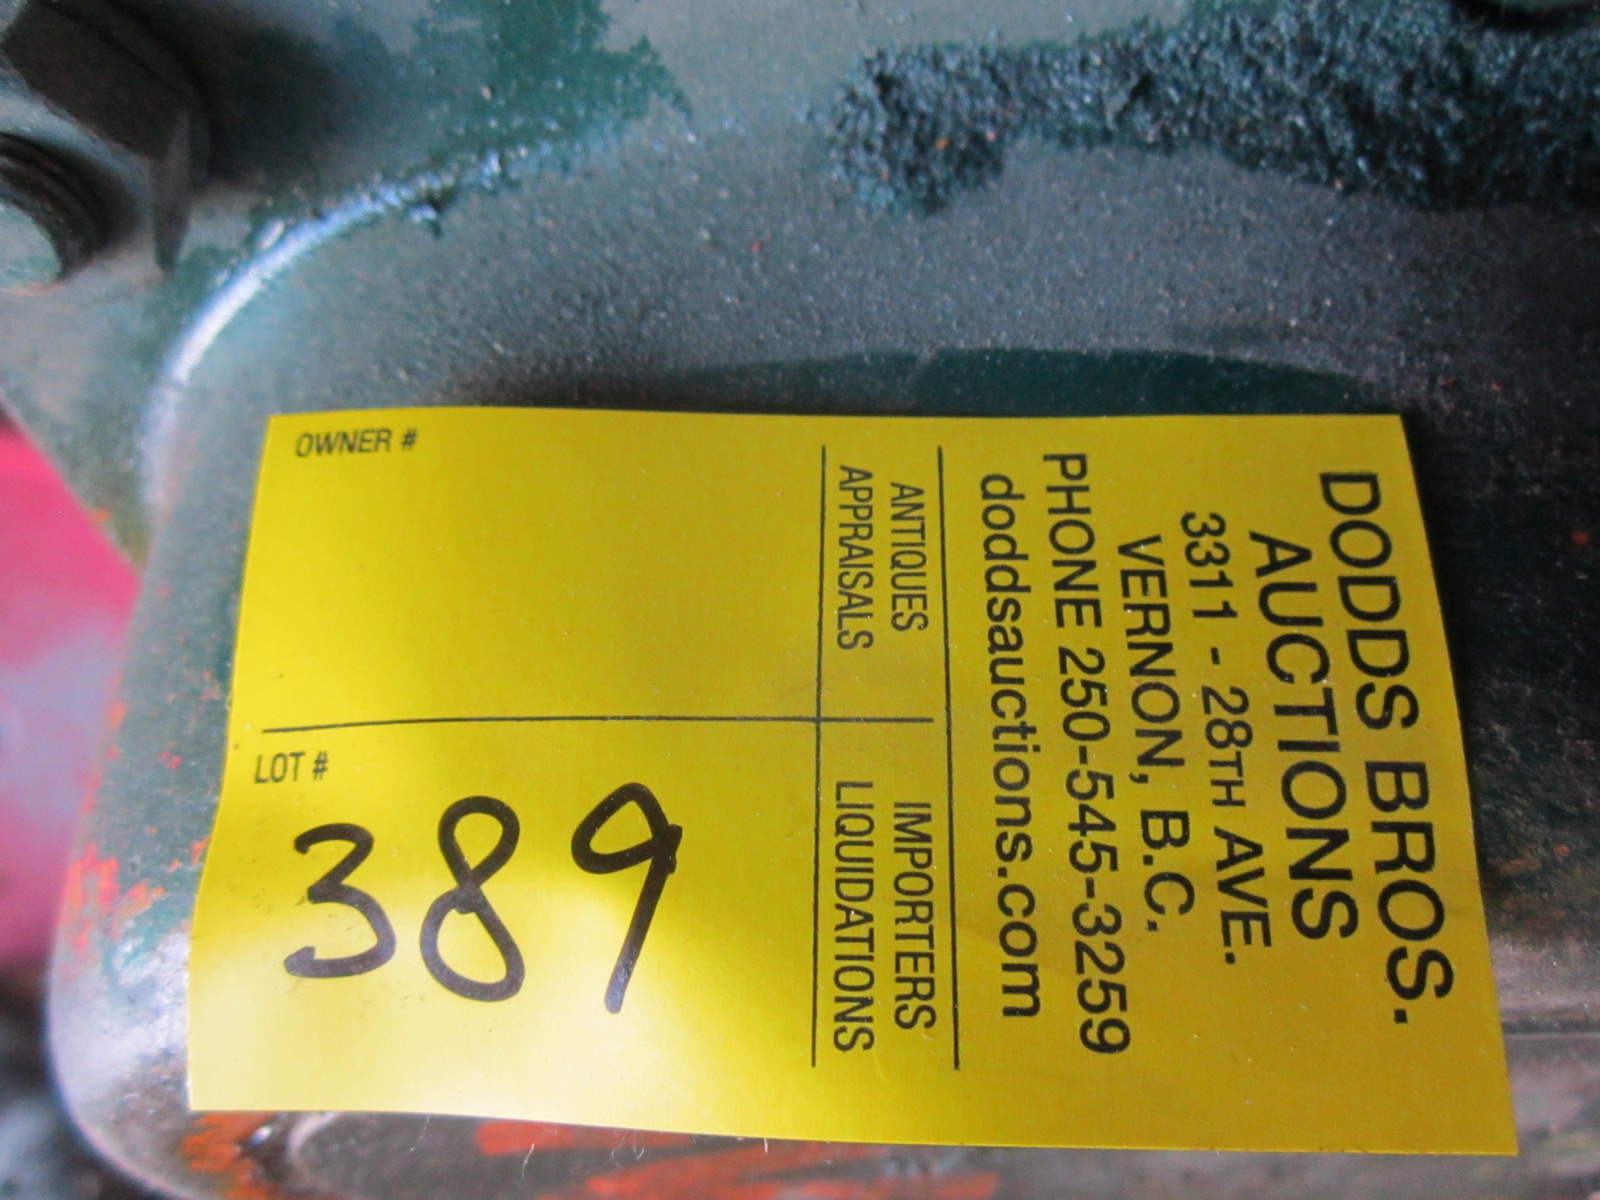 DODDS BROS.
AUCTIONS
3311 - 28TH AVE.
VERNON, B.C.
PHONE 250-545-3259
doddsauctions.com
ANTIQUES
APPRAISALS
IMPORTERS
LIQUIDATIONS
OWNER #
LOT #
389